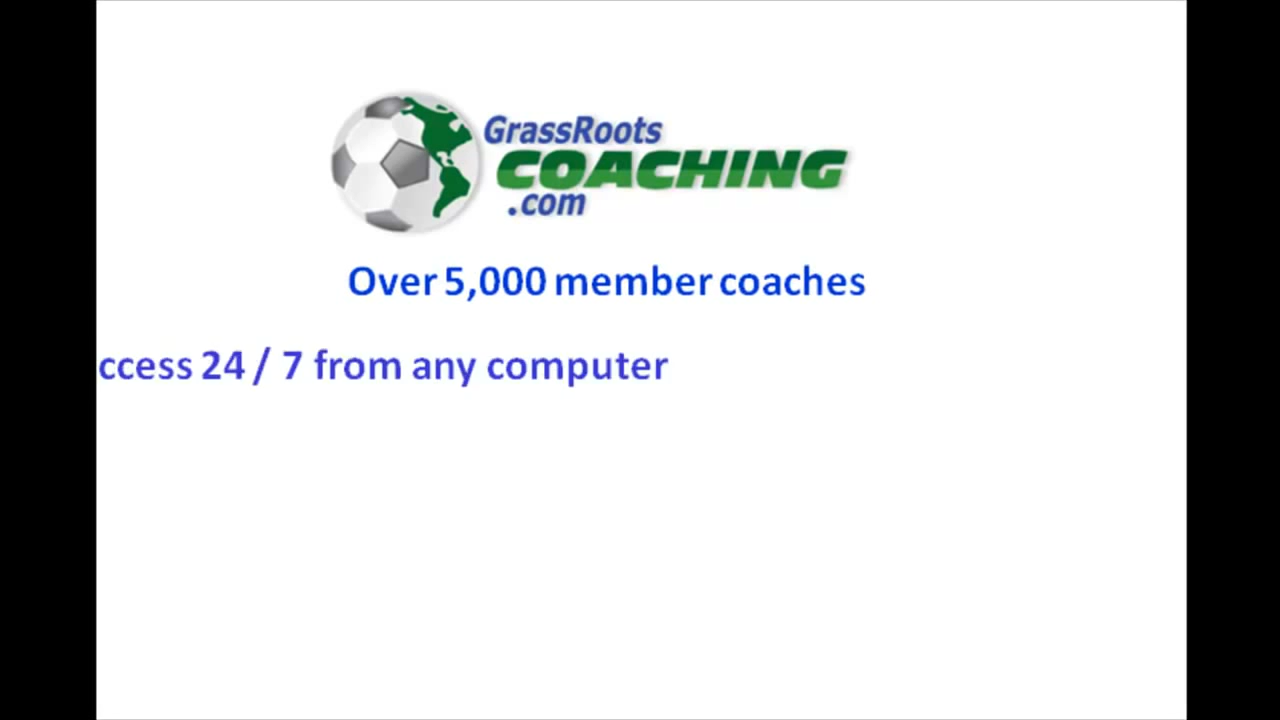 GrassRoots
COACHING
.com
Over 5,000 member coaches
ccess 24 / 7 from any computer